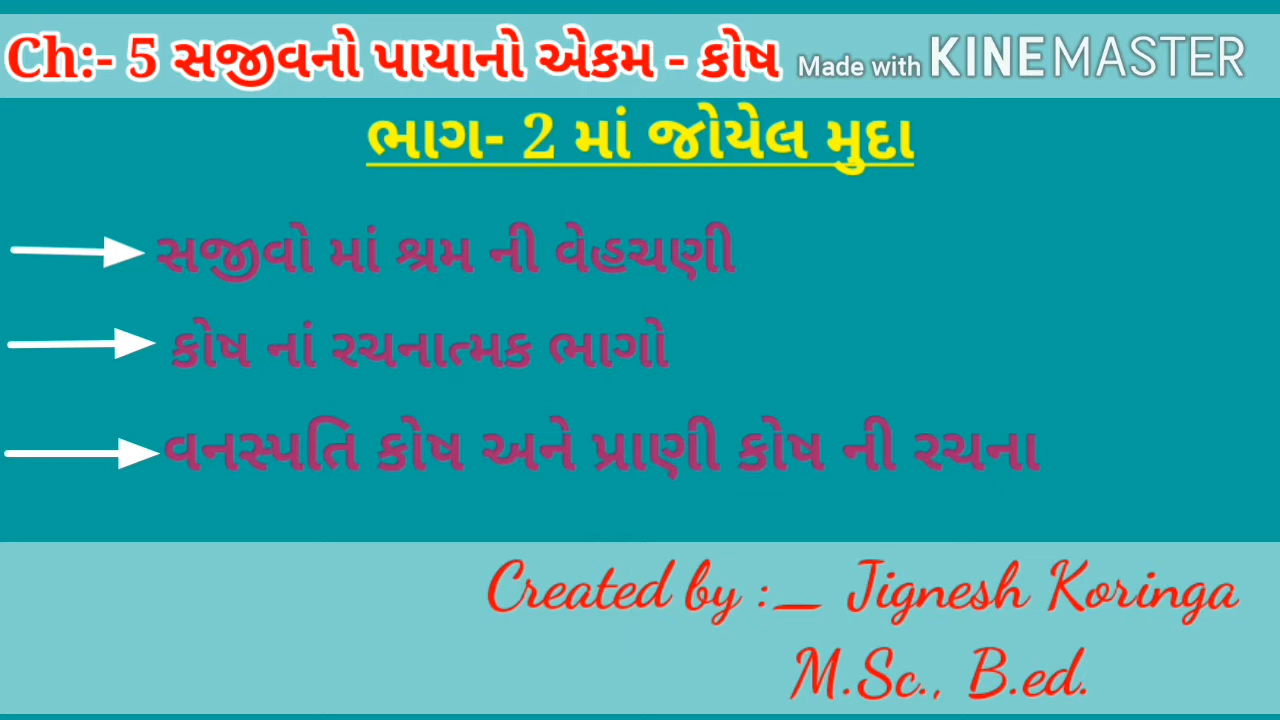 Ch:- 5 સજીવનો પાયાનો એકમ - કોષ Made with KINEMASTER
ભાગ- 2 માં જોયેલ મુદા
સજીવો માં શ્રમ ની વેહચણી
કોષ નાં રચનાત્મક ભાગો
વનસ્પતિ કોષ અને પ્રાણી કોષ ની રચના
Created by :_ Jignesh Koringa
M.Sc., B.ed.